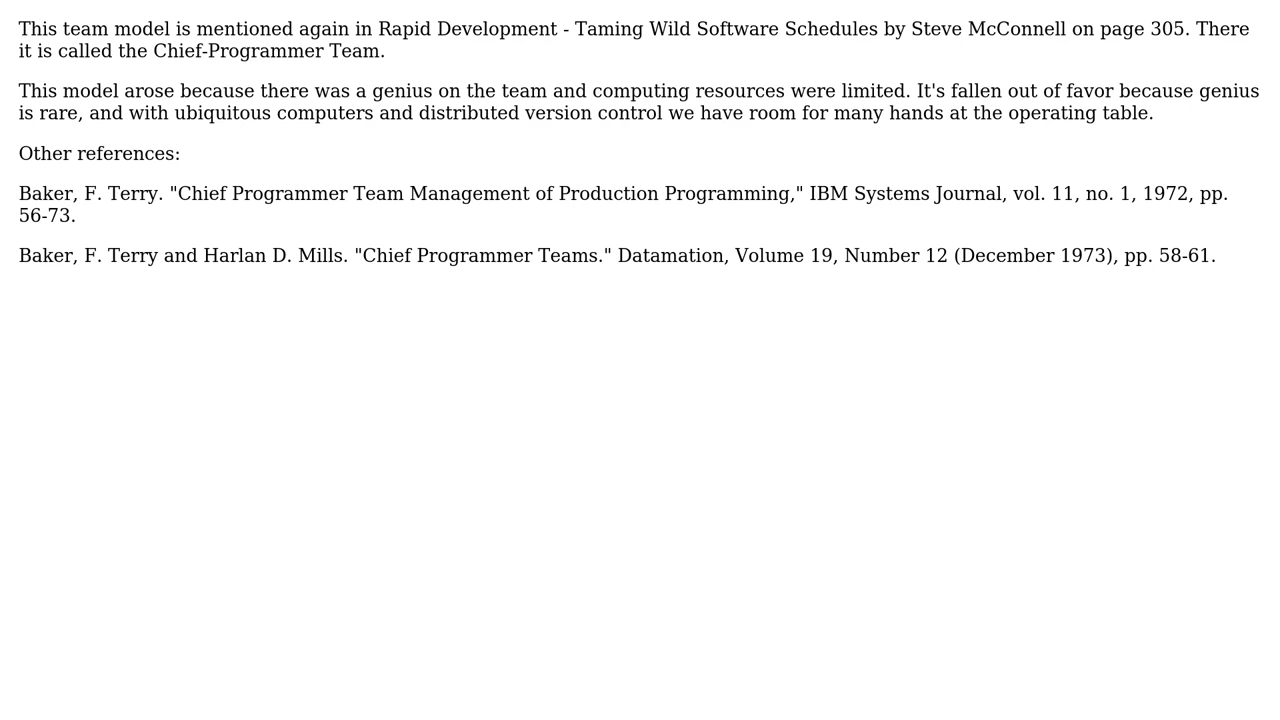 This team model is mentioned again in Rapid Development - Taming Wild Software Schedules by Steve McConnell on page 305. There
it is called the Chief-Programmer Team.
This model arose because there was a genius on the team and computing resources were limited. It's fallen out of favor because genius
is rare, and with ubiquitous computers and distributed version control we have room for many hands at the operating table.
Other references:
Baker, F. Terry. "Chief Programmer Team Management of Production Programming," IBM Systems Journal, vol. 11, no. 1, 1972, pp.
56-73.
Baker, F. Terry and Harlan D. Mills. "Chief Programmer Teams." Datamation, Volume 19, Number 12 (December 1973), pp. 58-61.